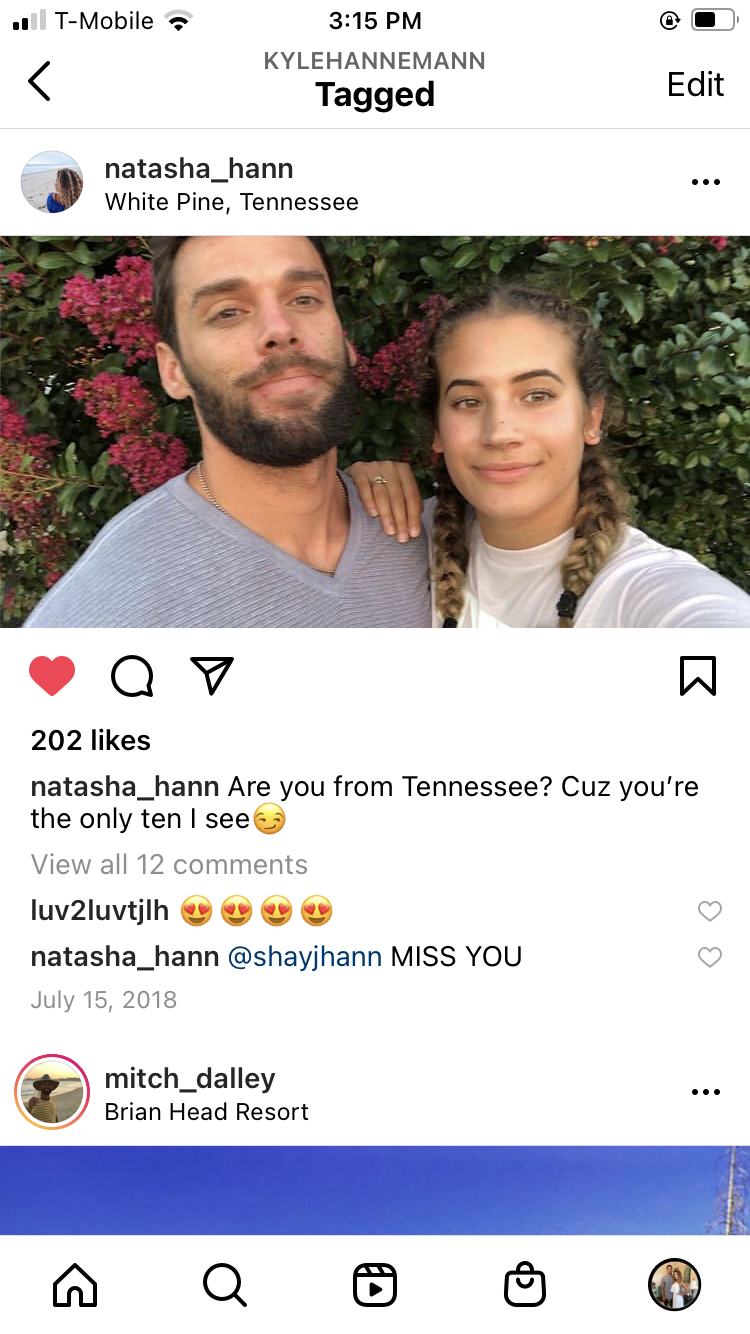 T-Mobile 3:15 PM
KYLEHANNEMANN
Tagged
Edit
natasha_hann
White Pine, Tennessee
202 likes
natasha_hann Are you from Tennessee? Cuz you’re
the only ten I see😏
View all 12 comments
luv2luvtjlh 😍😍😍😍
natasha_hann @shayjhann MISS YOU
July 15, 2018
mitch_dalley
Brian Head Resort